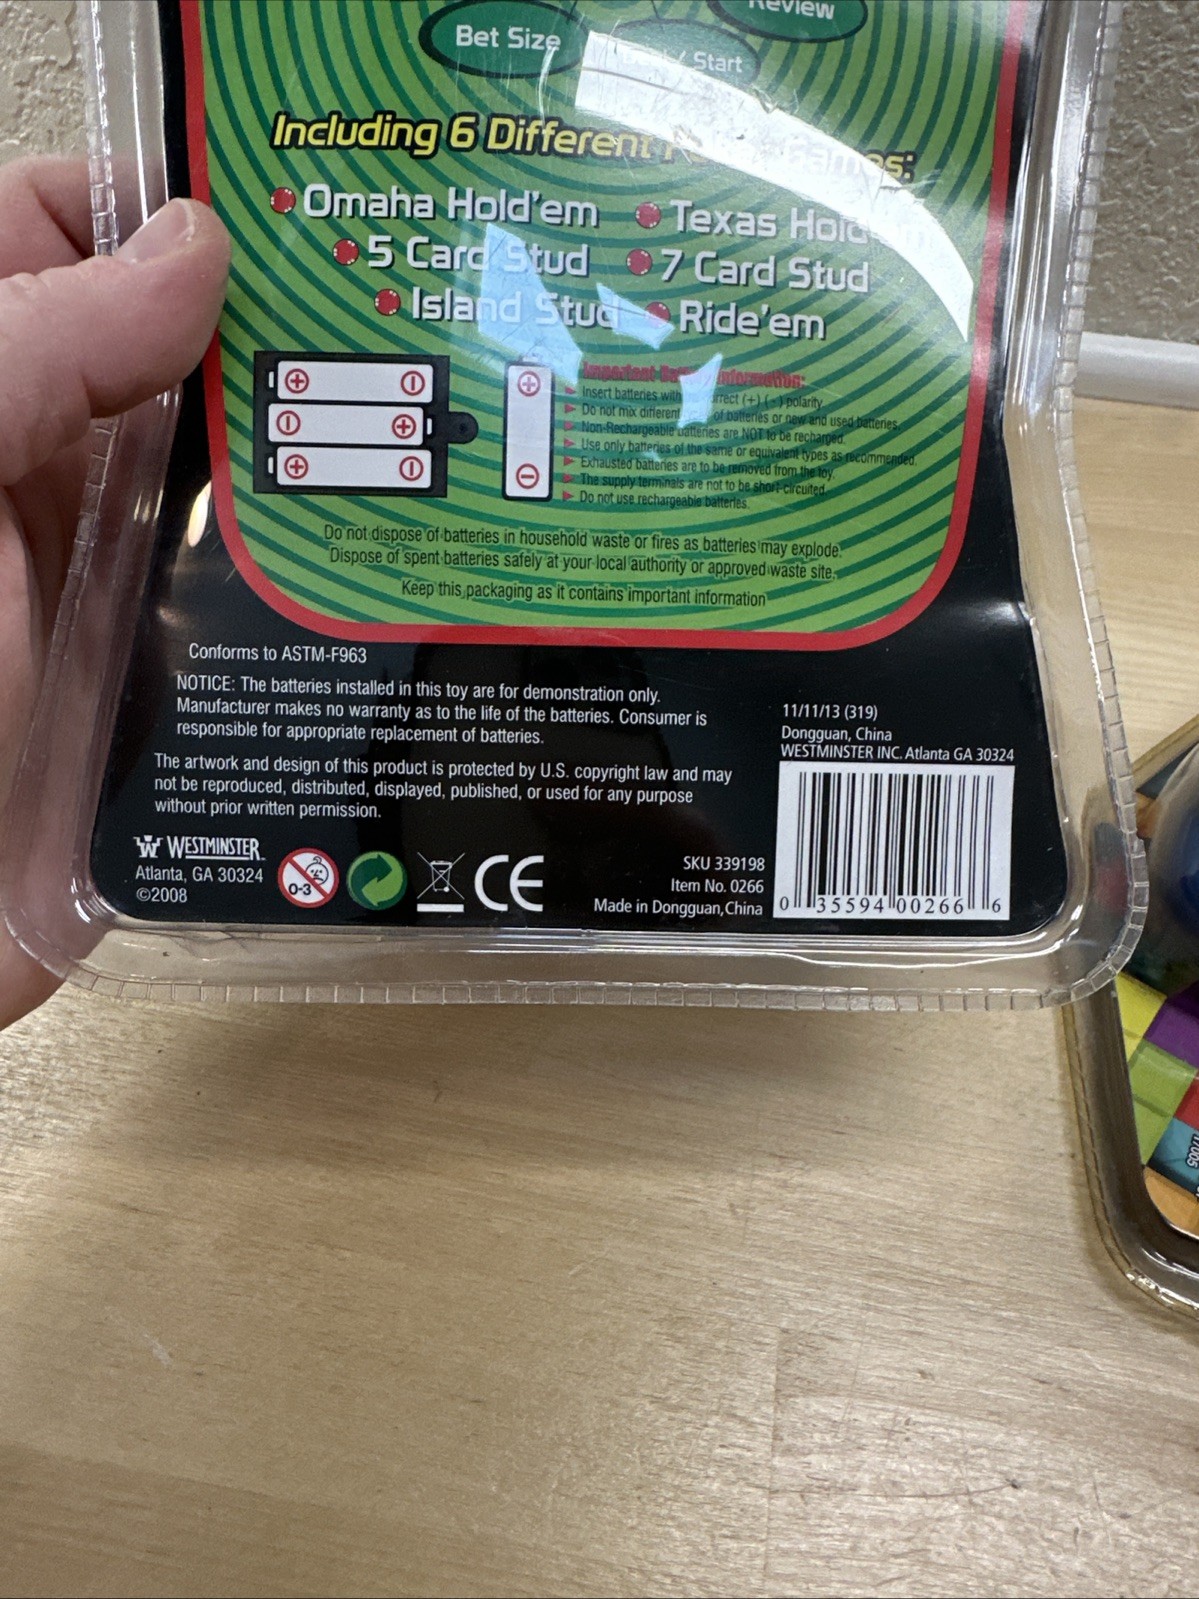 Review
Bet Size
Start
Including 6 Different Games:
Omaha Hold'em
Texas Hold'em
5 Card Stud
7 Card Stud
Island Stud
Ride'em
Important Battery Information:
Insert batteries with correct (+) (-) polarity
Do not mix different of batteries or new and used batteries.
Non-Rechargeable batteries are NOT to be recharged.
Use only batteries of the same or equivalent types as recommended.
Exhausted batteries are to be removed from the toy.
The supply terminals are not to be short-circuited.
Do not use rechargeable batteries.
Do not dispose of batteries in household waste or fires as batteries may explode.
Dispose of spent batteries safely at your local authority or approved waste site.
Keep this packaging as it contains important information
Conforms to ASTM-F963
NOTICE: The batteries installed in this toy are for demonstration only.
Manufacturer makes no warranty as to the life of the batteries. Consumer is
responsible for appropriate replacement of batteries.
The artwork and design of this product is protected by U.S. copyright law and may
not be reproduced, distributed, displayed, published, or used for any purpose
without prior written permission.
WESTMINSTER
Atlanta, GA 30324
©2008
0-3
CE
11/11/13 (319)
Dongguan, China
WESTMINSTER INC. Atlanta GA 30324
SKU 339198
Item No. 0266
Made in Dongguan,China
0 35594 00266 6